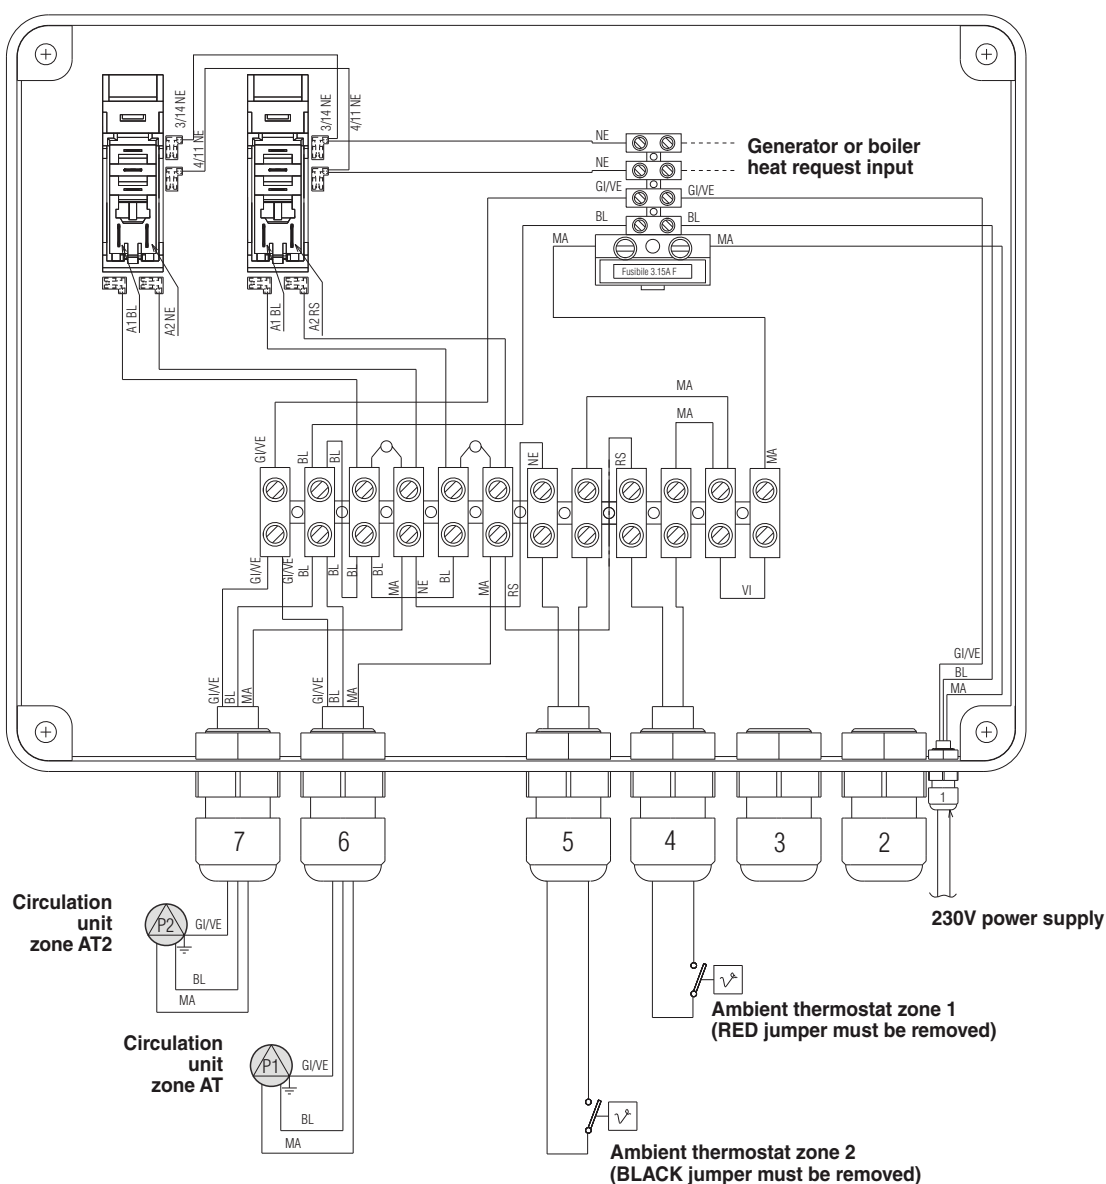 3/14 NE
4/11 NE
3/14 NE
4/11 NE
NE
NE
Generator or boiler
heat request input
GI/VE
GI/VE
BL
BL
MA
MA
Fusibile 3.15A F
A1 BL
A2 NE
A1 BL
A2 RS
MA
MA
GI/VE
BL
BL
NE
RS
MA
GI/VE
GI/VE
BL
BL
BL
BL
MA
NE
BL
MA
RS
VI
GI/VE
BL
MA
GI/VE
BL
MA
GI/VE
BL
MA
7
6
5
4
3
2
1
230V power supply
Circulation
unit
zone AT2
P2
GI/VE
BL
MA
Ambient thermostat zone 1
(RED jumper must be removed)
Circulation
unit
zone AT
P1
GI/VE
BL
MA
Ambient thermostat zone 2
(BLACK jumper must be removed)